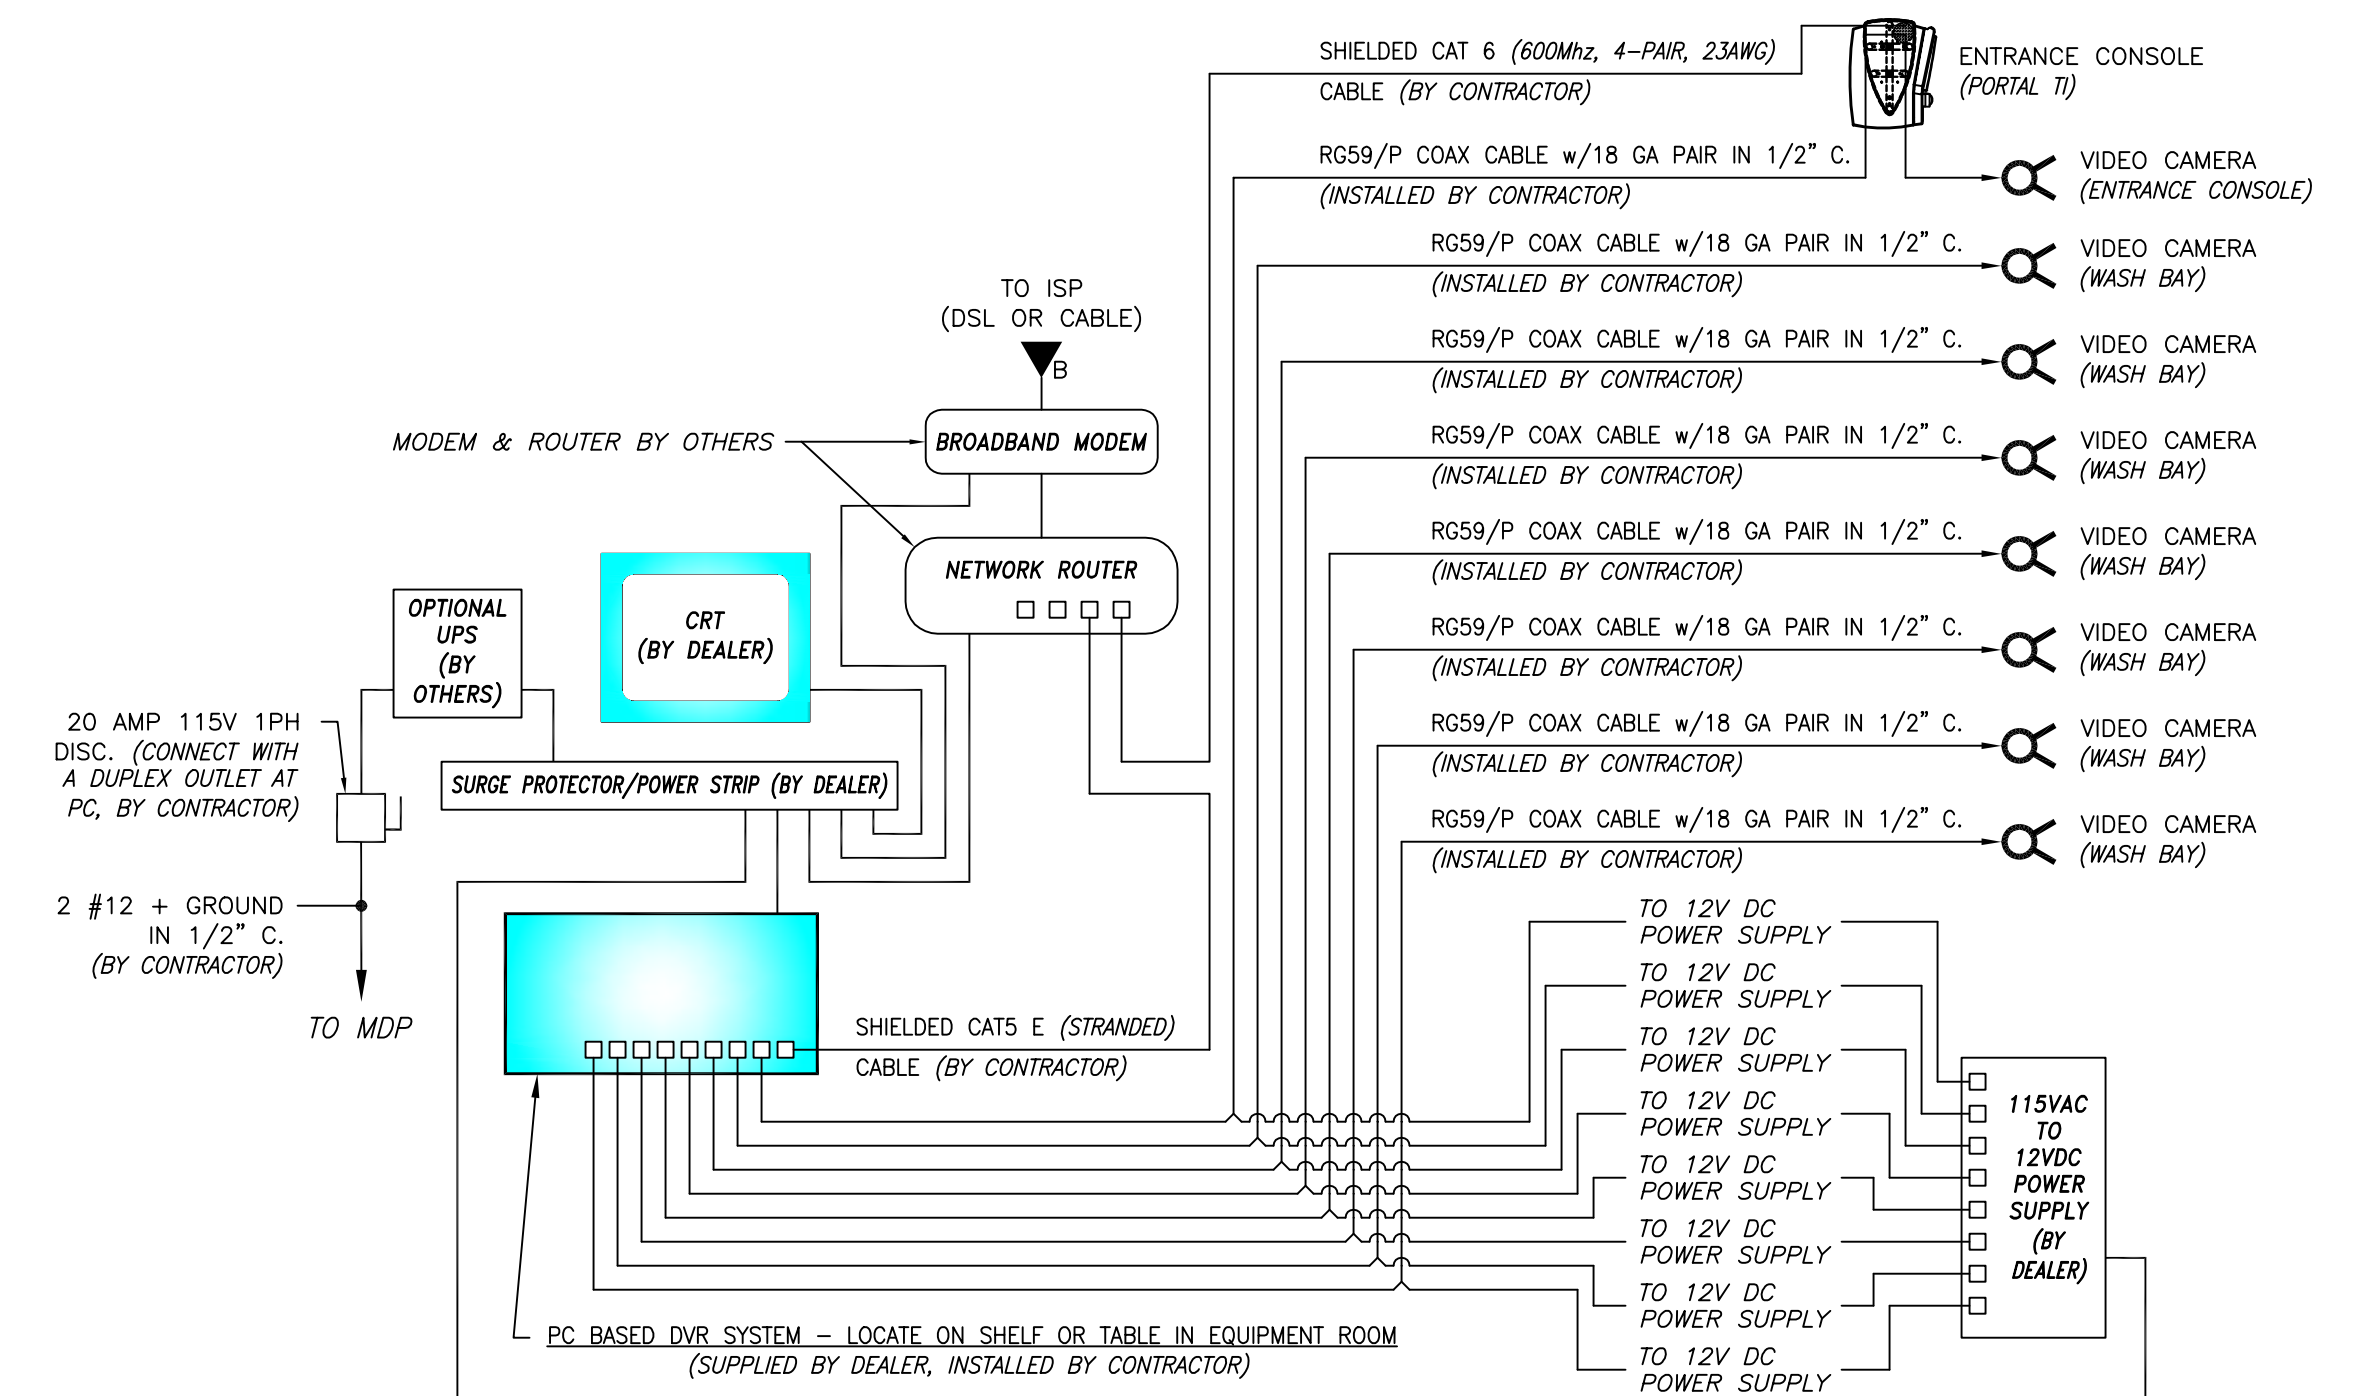 SHIELDED CAT 6 (600Mhz, 4-PAIR, 23AWG)
CABLE (BY CONTRACTOR)
ENTRANCE CONSOLE
(PORTAL TI)
RG59/P COAX CABLE w/18 GA PAIR IN 1/2" C.
(INSTALLED BY CONTRACTOR)
VIDEO CAMERA
(ENTRANCE CONSOLE)
RG59/P COAX CABLE w/18 GA PAIR IN 1/2" C.
(INSTALLED BY CONTRACTOR)
VIDEO CAMERA
(WASH BAY)
RG59/P COAX CABLE w/18 GA PAIR IN 1/2" C.
(INSTALLED BY CONTRACTOR)
VIDEO CAMERA
(WASH BAY)
RG59/P COAX CABLE w/18 GA PAIR IN 1/2" C.
(INSTALLED BY CONTRACTOR)
VIDEO CAMERA
(WASH BAY)
RG59/P COAX CABLE w/18 GA PAIR IN 1/2" C.
(INSTALLED BY CONTRACTOR)
VIDEO CAMERA
(WASH BAY)
RG59/P COAX CABLE w/18 GA PAIR IN 1/2" C.
(INSTALLED BY CONTRACTOR)
VIDEO CAMERA
(WASH BAY)
RG59/P COAX CABLE w/18 GA PAIR IN 1/2" C.
(INSTALLED BY CONTRACTOR)
VIDEO CAMERA
(WASH BAY)
RG59/P COAX CABLE w/18 GA PAIR IN 1/2" C.
(INSTALLED BY CONTRACTOR)
VIDEO CAMERA
(WASH BAY)
TO ISP
(DSL OR CABLE)
B
MODEM & ROUTER BY OTHERS
BROADBAND MODEM
NETWORK ROUTER
OPTIONAL
UPS
(BY
OTHERS)
CRT
(BY DEALER)
20 AMP 115V 1PH
DISC. (CONNECT WITH
A DUPLEX OUTLET AT
PC, BY CONTRACTOR)
SURGE PROTECTOR/POWER STRIP (BY DEALER)
2 #12 + GROUND
IN 1/2" C.
(BY CONTRACTOR)
TO MDP
SHIELDED CAT5 E (STRANDED)
CABLE (BY CONTRACTOR)
TO 12V DC
POWER SUPPLY
TO 12V DC
POWER SUPPLY
TO 12V DC
POWER SUPPLY
TO 12V DC
POWER SUPPLY
TO 12V DC
POWER SUPPLY
TO 12V DC
POWER SUPPLY
TO 12V DC
POWER SUPPLY
TO 12V DC
POWER SUPPLY
115VAC
TO
12VDC
POWER
SUPPLY
(BY
DEALER)
PC BASED DVR SYSTEM – LOCATE ON SHELF OR TABLE IN EQUIPMENT ROOM
(SUPPLIED BY DEALER, INSTALLED BY CONTRACTOR)